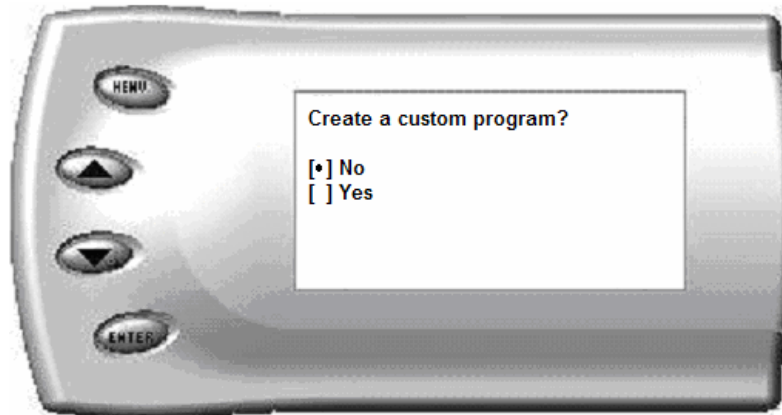 MENU
Create a custom program?
[•] No
[ ] Yes
ENTER